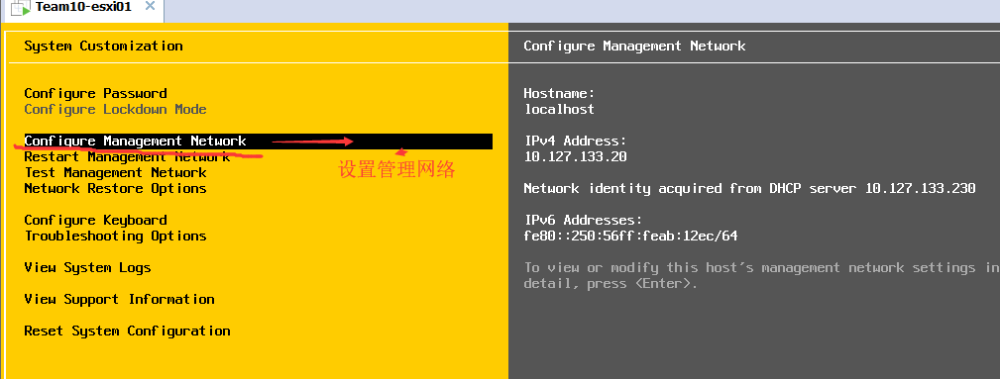 Team10-esxi01
System Customization
Configure Password
Configure Lockdown Mode
Configure Management Network
Restart Management Network
Test Management Network
Network Restore Options
Configure Keyboard
Troubleshooting Options
View System Logs
View Support Information
Reset System Configuration
设置管理网络
Configure Management Network
Hostname:
localhost
IPv4 Address:
10.127.133.20
Network identity acquired from DHCP server 10.127.133.230
IPv6 Addresses:
fe80::250:56ff:feab:12ec/64
To view or modify this host's management network settings in
detail, press <Enter>.